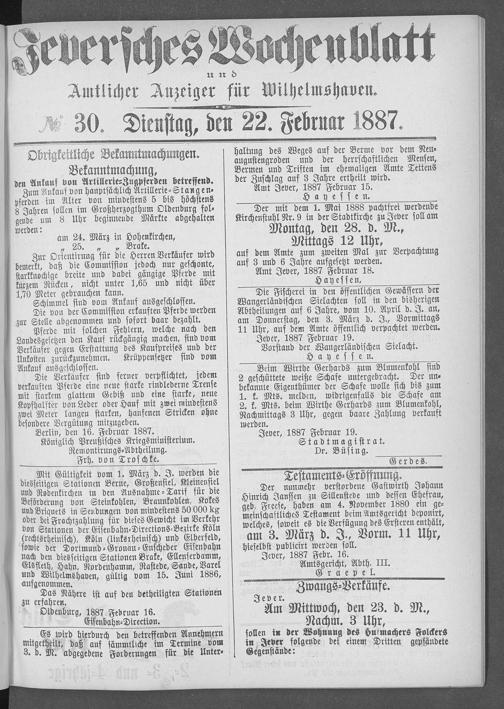 Jeversches Wochenblatt
und
Amtlicher Anzeiger für Wilhelmshaven.
№ 30. Dienstag, den 22. Februar 1887.
Obrigkeitliche Bekanntmachungen.
Bekanntmachung,
den Ankauf von Artillerie-Zugpferden betreffend.
Zum Ankauf von hauptsächlich Artillerie-Stangen-
pferden im Alter von mindestens 5 bis höchstens
8 Jahren sollen im Großherzogthum Oldenburg fol-
gende um 8 Uhr beginnende Märkte abgehalten
werden:
am 24. März in Hohenkirchen,
„ 25. „ „ Brake.
Zur Orientirung für die Herren Verkäufer wird
bemerkt, daß die Commission jedoch nur geschonte,
starkknochige breite und dabei gängige Pferde mit
kurzem Rücken, nicht unter 1,65 und nicht über
1,70 Meter gebrauchen kann.
Schimmel sind vom Ankauf ausgeschlossen.
Die von der Commission erkauften Pferde werden
zur Stelle abgenommen und sofort baar bezahlt.
Pferde mit solchen Fehlern, welche nach den
Landesgesetzen den Kauf rückgängig machen, sind vom
Verkäufer gegen Erstattung des Kaufpreises und der
Unkosten zurückzunehmen. Krippensetzer sind vom
Ankauf ausgeschlossen.
Die Verkäufer sind ferner verpflichtet, jedem
verkauften Pferde eine neue starke rindlederne Trense
mit starkem glatten Gebiß und eine starke, neue
Kopfhalfter von Leder oder Hanf mit zwei mindestens
zwei Meter langen starken, hanfenen Stricken ohne
besondere Vergütung mitzugeben.
Berlin, den 16. Februar 1887.
Königlich Preußisches Kriegsministerium.
Remontirungs-Abtheilung.
Frh. von Troschke.
Mit Gültigkeit vom 1. März d. J. werden die
diesseitigen Stationen Berne, Großensiel, Kleinensiel
und Rodenkirchen in den Ausnahme-Tarif für die
Beförderung von Steinkohlen, Braunkohlen, Koks
und Briquets in Sendungen von mindestens 50 000 kg
oder bei Frachtzahlung für dieses Gewicht im Verkehr
von Stationen der Eisenbahn-Directions-Bezirke Köln
(rechtsrheinisch), Köln (linksrheinisch) und Elberfeld,
sowie der Dortmund-Gronau-Enscheder Eisenbahn
nach den diesseitigen Stationen Brake, Ellenserdamm,
Elsfleth, Hahn, Nordenhamm, Rastede, Sande, Varel
und Wilhelmshaven, gültig vom 15. Juni 1886,
aufgenommen.
Das Nähere ist auf den betheiligten Stationen
zu erfahren.
Oldenburg, 1887. Februar 16.
Eisenbahn-Direction.
Es wird hierdurch den betreffenden Annehmern
mitgetheilt, daß auf sämmtliche im Termine vom
3. d. M. abgegebene Forderungen für die Unter-
haltung des Weges auf der Berme vor dem Neu-
augustengroden und der herrschaftlichen Mensen,
Bermen und Triften im ehemaligen Amte Tettens
der Zuschlag auf 3 Jahre ertheilt wird.
Amt Jever, 1887 Februar 15.
Hayessen.
Der mit dem 1. Mai 1888 pachtfrei werdende
Kirchenstuhl Nr. 9 in der Stadtkirche zu Jever soll am
Montag, den 28. d. M.,
Mittags 12 Uhr,
auf dem Amte zum zweiten Mal zur Verpachtung
auf 3 und 6 Jahre aufgesetzt werden.
Amt Jever, 1887 Februar 18.
Hayessen.
Die Fischerei in den öffentlichen Gewässern der
Wangerländischen Sielachten soll in den bisherigen
Abtheilungen auf 6 Jahre, vom 10. April d. J. an,
am Donnerstag, den 3. März d. J., Vormittags
11 Uhr, auf dem Amte öffentlich verpachtet werden.
Jever, 1887 Februar 19.
Vorstand der Wangerländischen Sielacht.
Hayessen.
Beim Wirthe Gerhards zum Blumenkohl sind
2 geschüttete weiße Schafe untergebracht. Der un-
bekannte Eigenthümer der Schafe wolle sich bis zum
1. k. Mts. melden, widrigenfalls die Schafe am
2. k. Mts. beim Wirthe Gerhards zum Blumenkohl,
Nachmittags 3 Uhr, gegen baare Zahlung verkauft
werden.
Jever, 1887 Februar 19.
Stadtmagistrat.
Dr. Büsing.
Gerdes.
Testaments-Eröffnung.
Der nunmehr verstorbene Gastwirth Johann
Hinrich Janssen zu Sillenstede und dessen Ehefrau,
geb. Freese, haben am 4. November 1880 ein ge-
meinschaftliches Testament beim Amtsgericht deponirt,
welches, soweit es die Verfügung des Ersteren enthält,
am 3. März d. J., Vorm. 11 Uhr,
hieselbst publicirt werden soll.
Jever, 1887 Febr. 16.
Amtsgericht, Abth. III.
Graepel.
Zwangs-Verkäufe.
Jever.
Am Mittwoch, den 23. d. M.,
Nachm. 3 Uhr,
sollen in der Wohnung des Hutmachers Folckers
in Jever folgende bei einem Dritten gepfändete
Gegenstände: